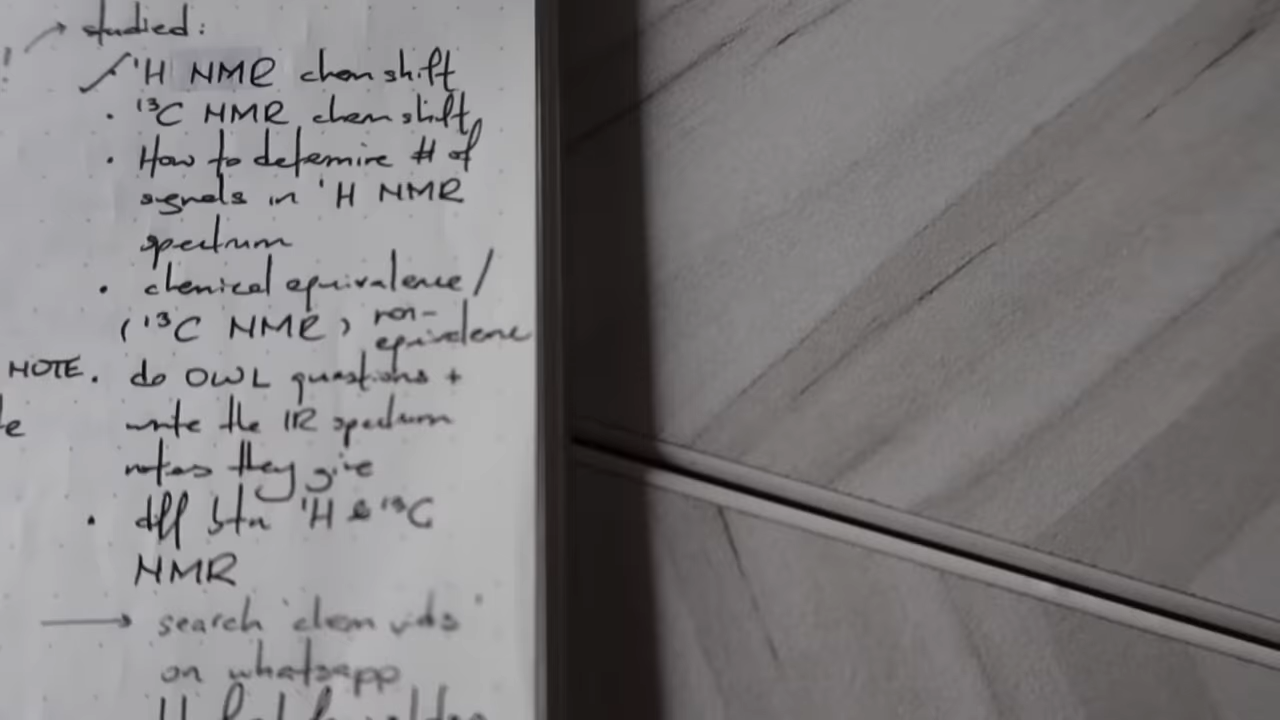 ! → studied:
✓ ¹H NMR chem shift
· ¹³C NMR chem shift
· How to determine # of
signals in ¹H NMR
spectrum
· chemical equivalence /
(¹³C NMR) non-
equivalence
NOTE. do OWL questions +
write the IR spectrum
notes they give
· diff btn ¹H & ¹³C
NMR
→ search 'chem vids'
on whatsapp